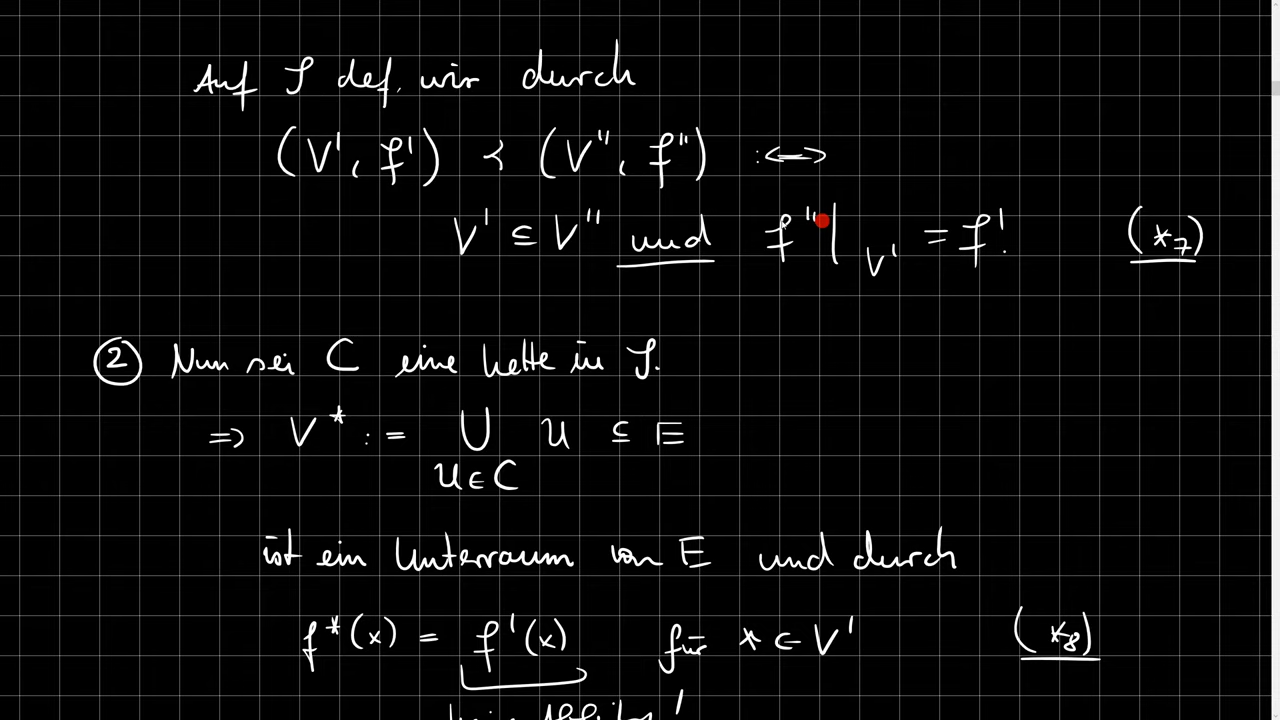 Auf 𝒮 def. wir durch
(V', f') ≺ (V'', f'') :⟺
V' ⊆ V'' und f''|_V' = f'. (*₇)
② Nun sei C eine Kette in 𝒮.
⇒ V* := ⋃_{U∈C} U ⊆ E
ist ein Unterraum von E und durch
f*(x) = f'(x) für x ∈ V' (*₈)